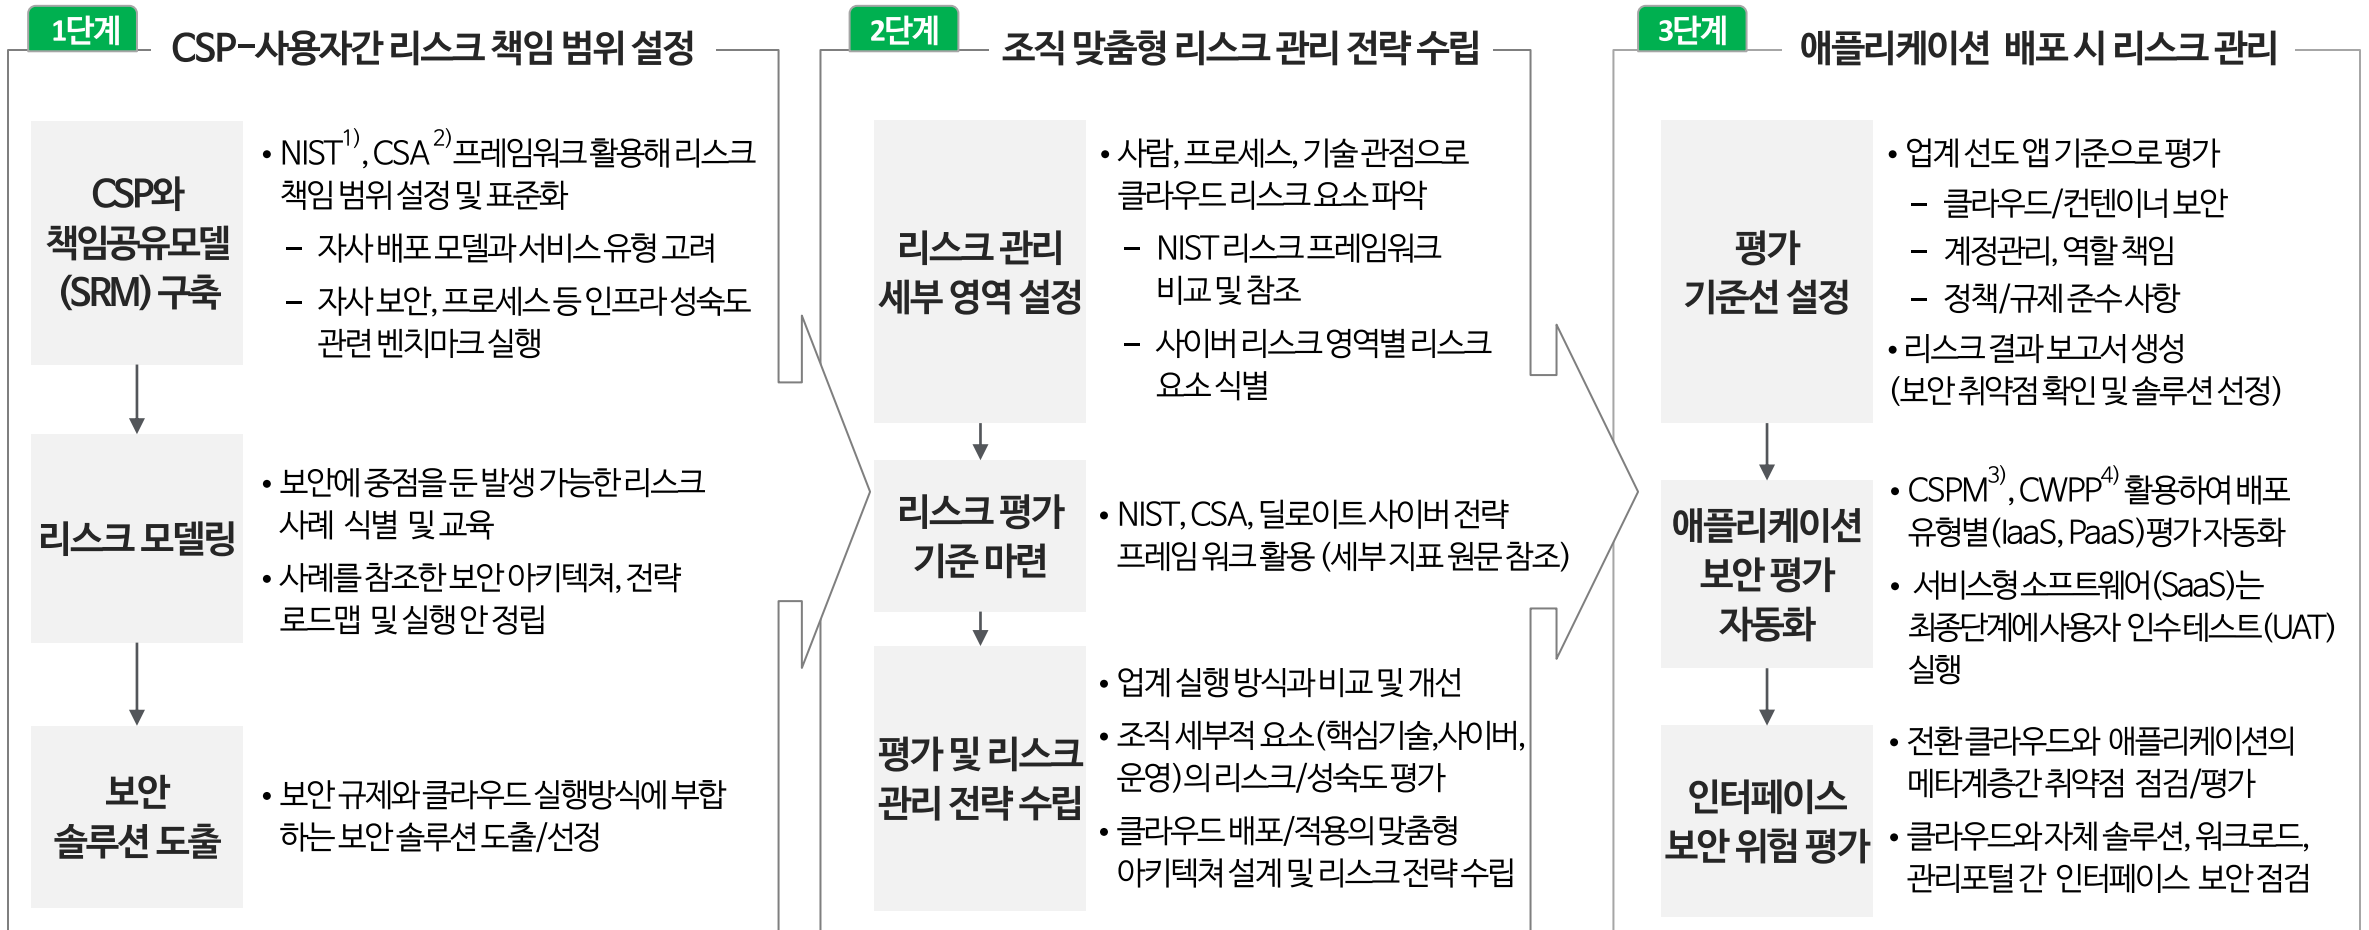 1단계
CSP-사용자간 리스크 책임 범위 설정
CSP와
책임공유모델
(SRM) 구축
• NIST1), CSA 2) 프레임워크 활용해 리스크
책임 범위 설정 및 표준화
– 자사 배포 모델과 서비스 유형 고려
– 자사 보안, 프로세스 등 인프라 성숙도
관련 벤치마크 실행
리스크 모델링
• 보안에 중점을 둔 발생 가능한 리스크
사례 식별 및 교육
• 사례를 참조한 보안 아키텍쳐, 전략
로드맵 및 실행 안 정립
보안
솔루션 도출
• 보안 규제와 클라우드 실행방식에 부합
하는 보안 솔루션 도출/선정
2단계
조직 맞춤형 리스크 관리 전략 수립
리스크 관리
세부 영역 설정
• 사람, 프로세스, 기술 관점으로
클라우드 리스크 요소 파악
– NIST 리스크 프레임워크
비교 및 참조
– 사이버 리스크 영역별 리스크
요소 식별
리스크 평가
기준 마련
• NIST, CSA, 딜로이트 사이버 전략
프레임 워크 활용 (세부 지표 원문 참조)
평가 및 리스크
관리 전략 수립
• 업계 실행 방식과 비교 및 개선
• 조직 세부적 요소(핵심기술,사이버,
운영)의 리스크/성숙도 평가
• 클라우드 배포/적용의 맞춤형
아키텍쳐 설계 및 리스크 전략 수립
3단계
애플리케이션 배포 시 리스크 관리
평가
기준선 설정
• 업계 선도 앱 기준으로 평가
– 클라우드/컨텐이너 보안
– 계정관리, 역할 책임
– 정책/규제 준수 사항
• 리스크 결과 보고서 생성
(보안 취약점 확인 및 솔루션 선정)
애플리케이션
보안 평가
자동화
• CSPM3), CWPP4) 활용하여 배포
유형별(IaaS, PaaS)평가 자동화
• 서비스형 소프트웨어(SaaS)는
최종단계에 사용자 인수 테스트(UAT)
실행
인터페이스
보안 위험 평가
• 전환 클라우드와 애플리케이션의
메타계층간 취약점 점검/평가
• 클라우드와 자체 솔루션, 워크로드,
관리포털 간 인터페이스 보안 점검